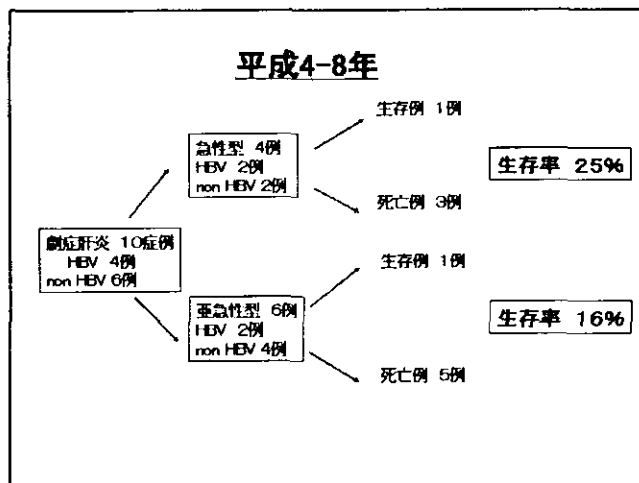 平成4-8年
生存例 1例
急性型 4例
HBV 2例
non HBV 2例
生存率 25%
死亡例 3例
劇症肝炎 10症例
HBV 4例
non HBV 6例
生存例 1例
亜急性型 6例
HBV 2例
non HBV 4例
生存率 16%
死亡例 5例